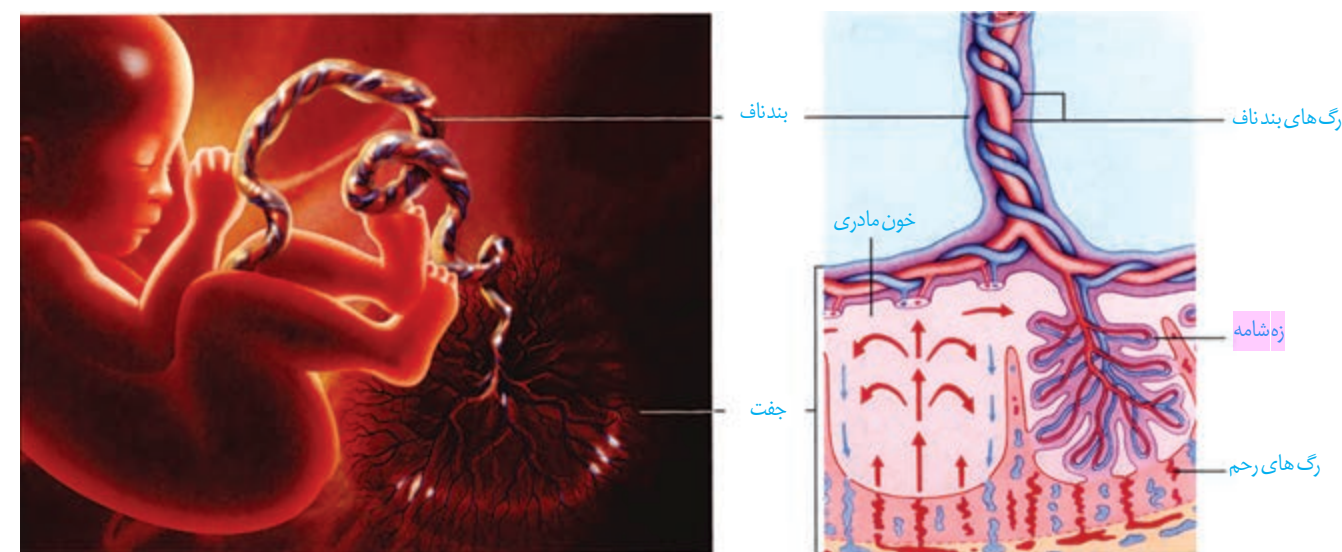 بندناف
رگ‌های بندناف
خون مادری
زه‌شامه
جفت
رگ‌های رحم